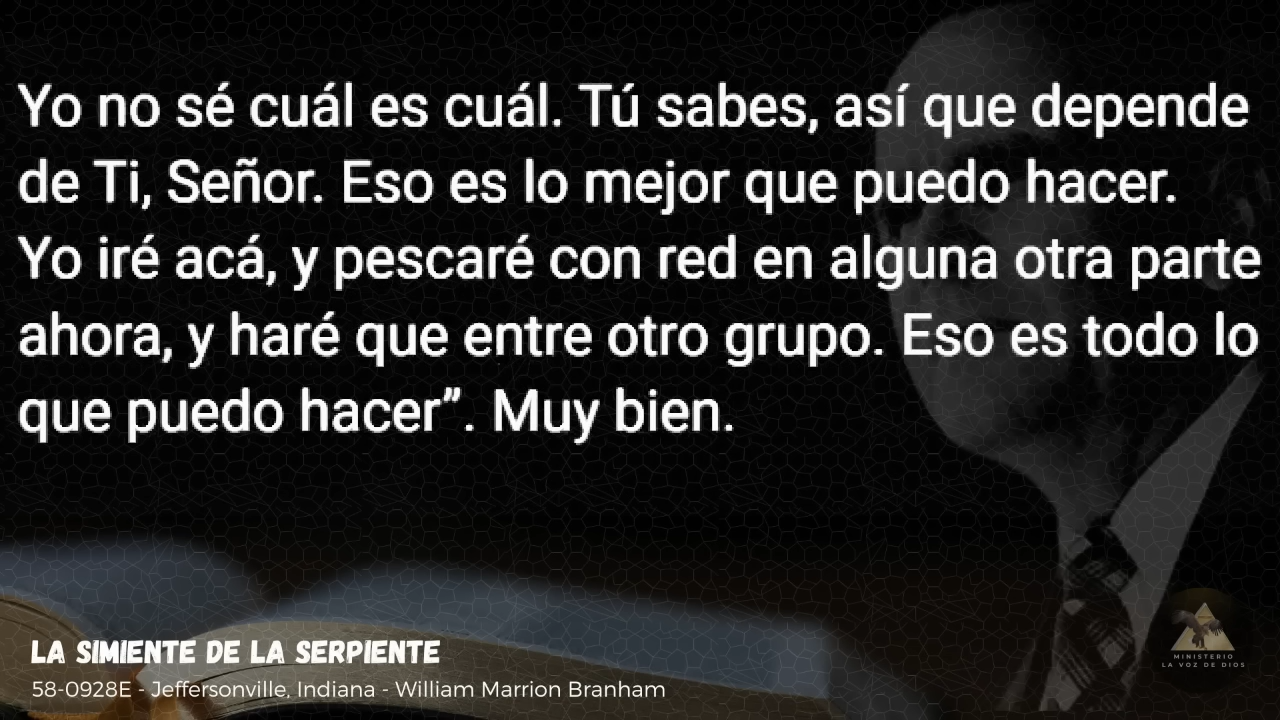 Yo no sé cuál es cuál. Tú sabes, así que depende
de Ti, Señor. Eso es lo mejor que puedo hacer.
Yo iré acá, y pescaré con red en alguna otra parte
ahora, y haré que entre otro grupo. Eso es todo lo
que puedo hacer”. Muy bien.
LA SIMIENTE DE LA SERPIENTE
58-0928E - Jeffersonville, Indiana - William Marrion Branham
MINISTERIO
LA VOZ DE DIOS